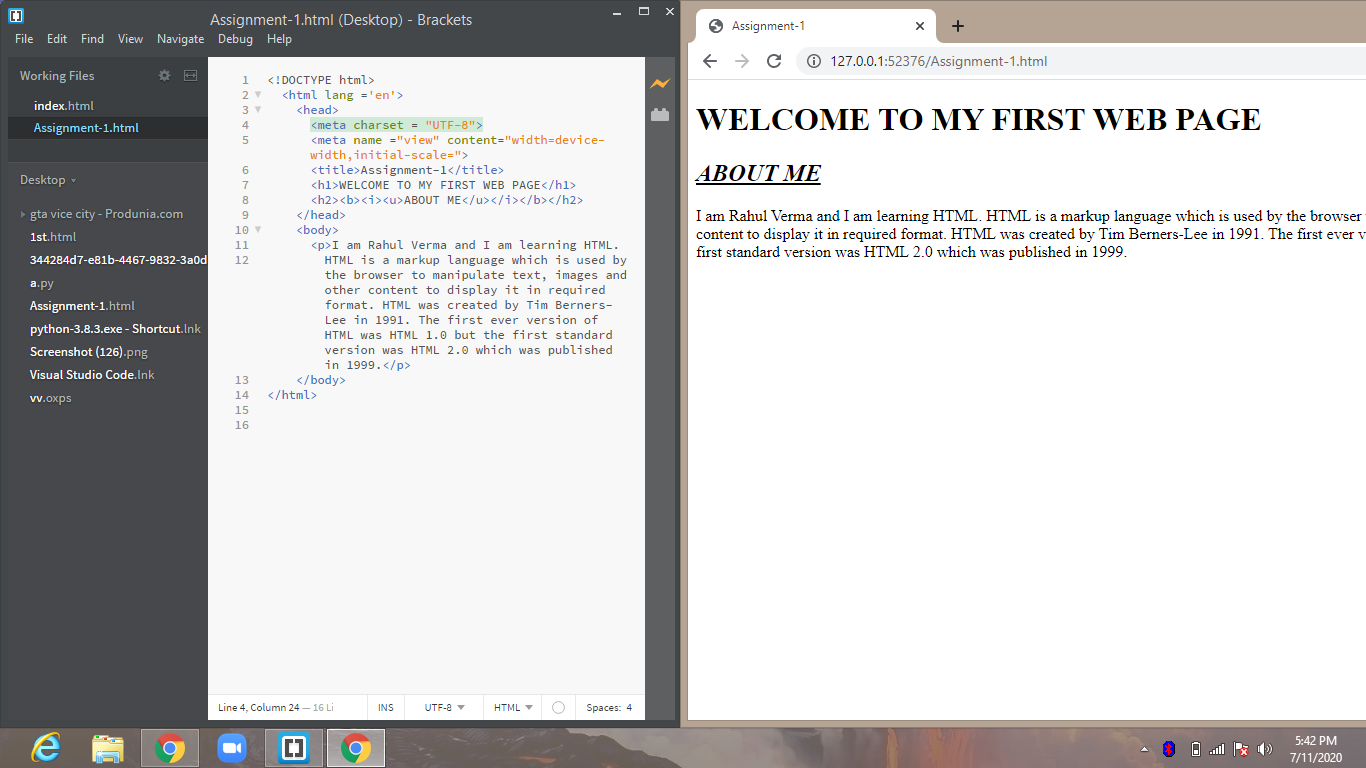 Assignment-1.html (Desktop) - Brackets
File Edit Find View Navigate Debug Help
Working Files
index.html
Assignment-1.html
Desktop
gta vice city - Produnia.com
1st.html
344284d7-e81b-4467-9832-3a0d
a.py
Assignment-1.html
python-3.8.3.exe - Shortcut.lnk
Screenshot (126).png
Visual Studio Code.lnk
vv.oxps
1 <!DOCTYPE html>
2 <html lang ='en'>
3 <head>
4 <meta charset = "UTF-8">
5 <meta name ="view" content="width=device-
width,initial-scale=">
6 <title>Assignment-1</title>
7 <h1>WELCOME TO MY FIRST WEB PAGE</h1>
8 <h2><b><i><u>ABOUT ME</u></i></b></h2>
9 </head>
10 <body>
11 <p>I am Rahul Verma and I am learning HTML.
12 HTML is a markup language which is used by
the browser to manipulate text, images and
other content to display it in required
format. HTML was created by Tim Berners-
Lee in 1991. The first ever version of
HTML was HTML 1.0 but the first standard
version was HTML 2.0 which was published
in 1999.</p>
13 </body>
14 </html>
15
16
Line 4, Column 24 — 16 Li
INS
UTF-8
HTML
Spaces: 4
Assignment-1
127.0.0.1:52376/Assignment-1.html
WELCOME TO MY FIRST WEB PAGE
ABOUT ME
I am Rahul Verma and I am learning HTML. HTML is a markup language which is used by the browser
content to display it in required format. HTML was created by Tim Berners-Lee in 1991. The first ever v
first standard version was HTML 2.0 which was published in 1999.
5:42 PM
7/11/2020